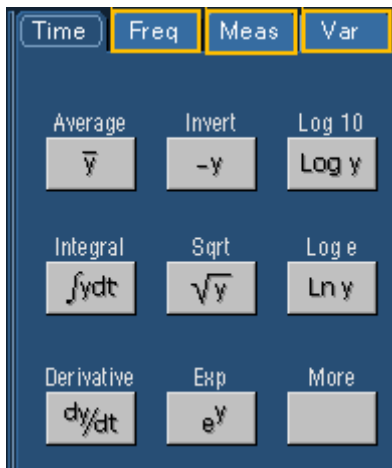 Time Freq Meas Var
Average Invert Log 10
y̅ -y Log y
Integral Sqrt Log e
∫ydt √y Ln y
Derivative Exp More
dy/dt eʸ